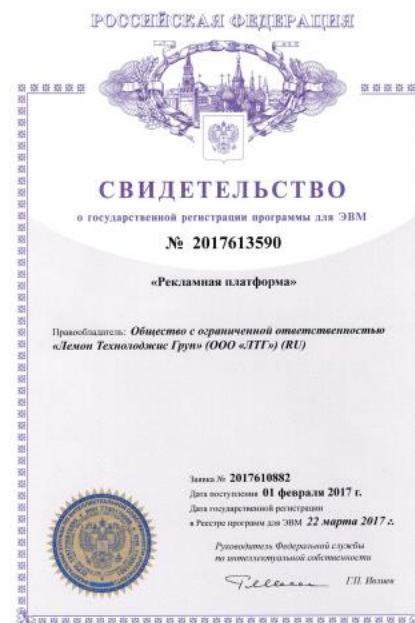 РОССИЙСКАЯ ФЕДЕРАЦИЯ
СВИДЕТЕЛЬСТВО
о государственной регистрации программы для ЭВМ
№ 2017613590
«Рекламная платформа»
Правообладатель: Общество с ограниченной ответственностью
«Лемон Технолоджис Груп» (ООО «ЛТГ») (RU)
Заявка № 2017610882
Дата поступления 01 февраля 2017 г.
Дата государственной регистрации
в Реестре программ для ЭВМ 22 марта 2017 г.
Руководитель Федеральной службы
по интеллектуальной собственности
Г.П. Ивлиев